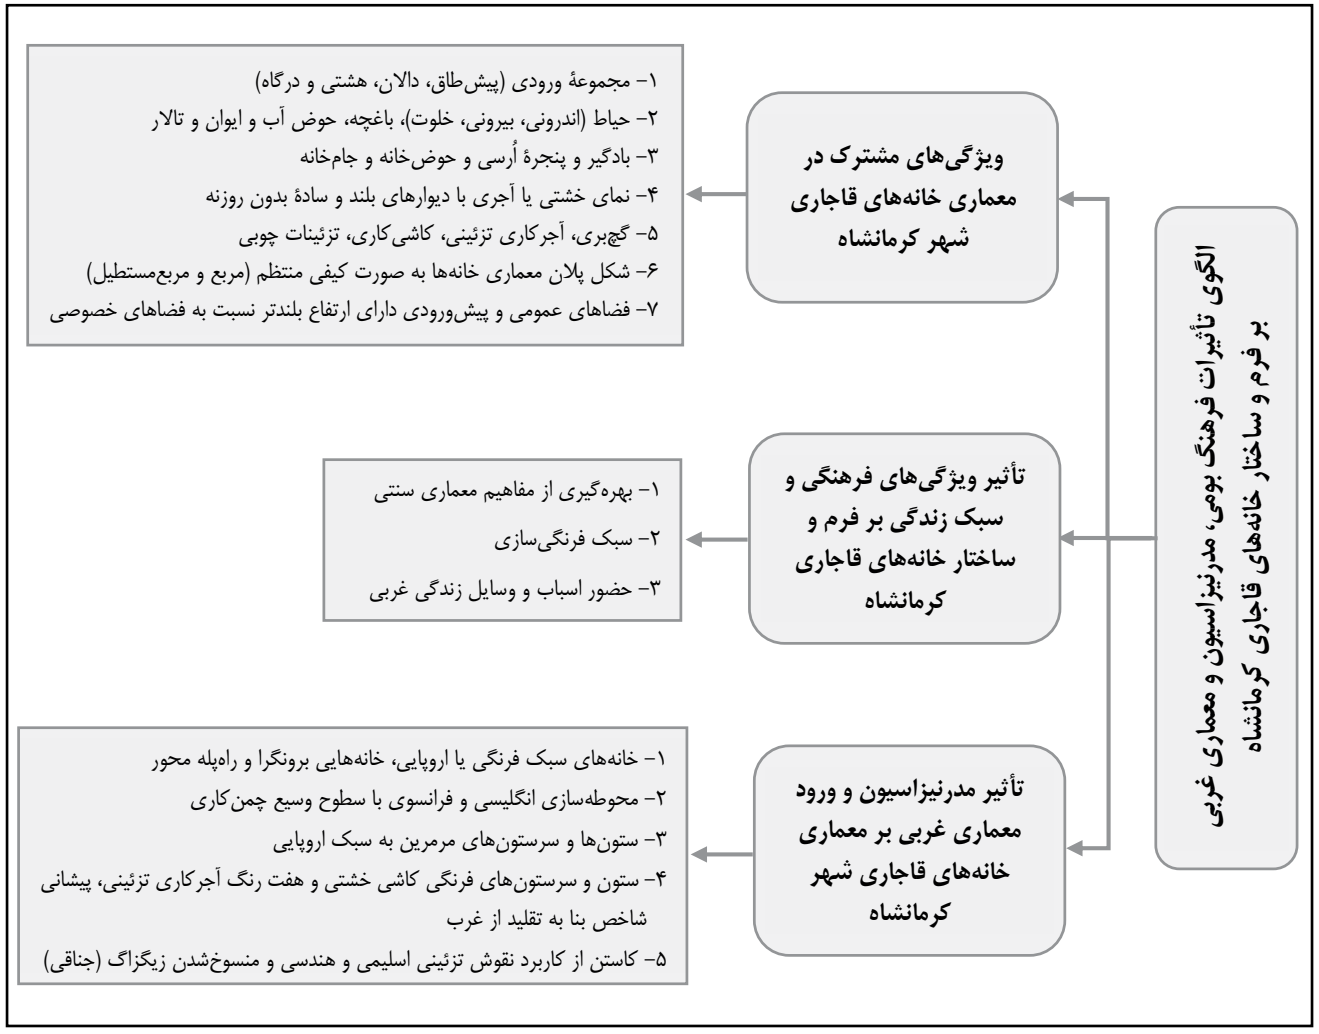 الگوی تأثیرات فرهنگ بومی، مدرنیزاسیون و معماری غربی
بر فرم و ساختار خانه‌های قاجاری کرمانشاه
ویژگی‌های مشترک در
معماری خانه‌های قاجاری
شهر کرمانشاه
۱- مجموعۀ ورودی (پیش‌طاق، دالان، هشتی و درگاه)
۲- حیاط (اندرونی، بیرونی، خلوت)، باغچه، حوض آب و ایوان و تالار
۳- بادگیر و پنجرۀ اُرسی و حوض‌خانه و جام‌خانه
۴- نمای خشتی یا آجری با دیوارهای بلند و سادۀ بدون روزنه
۵- گچ‌بری، آجرکاری تزئینی، کاشی‌کاری، تزئینات چوبی
۶- شکل پلان معماری خانه‌ها به صورت کیفی منتظم (مربع و مربع‌مستطیل)
۷- فضاهای عمومی و پیش‌ورودی دارای ارتفاع بلندتر نسبت به فضاهای خصوصی
تأثیر ویژگی‌های فرهنگی و
سبک زندگی بر فرم و
ساختار خانه‌های قاجاری
کرمانشاه
۱- بهره‌گیری از مفاهیم معماری سنتی
۲- سبک فرنگی‌سازی
۳- حضور اسباب و وسایل زندگی غربی
تأثیر مدرنیزاسیون و ورود
معماری غربی بر معماری
خانه‌های قاجاری شهر
کرمانشاه
۱- خانه‌های سبک فرنگی یا اروپایی، خانه‌هایی برونگرا و راه‌پله محور
۲- محوطه‌سازی انگلیسی و فرانسوی با سطوح وسیع چمن‌کاری
۳- ستون‌ها و سرستون‌های مرمرین به سبک اروپایی
۴- ستون و سرستون‌های فرنگی کاشی خشتی و هفت رنگ آجرکاری تزئینی، پیشانی
شاخص بنا به تقلید از غرب
۵- کاستن از کاربرد نقوش تزئینی اسلیمی و هندسی و منسوخ‌شدن زیگزاگ (جناقی)